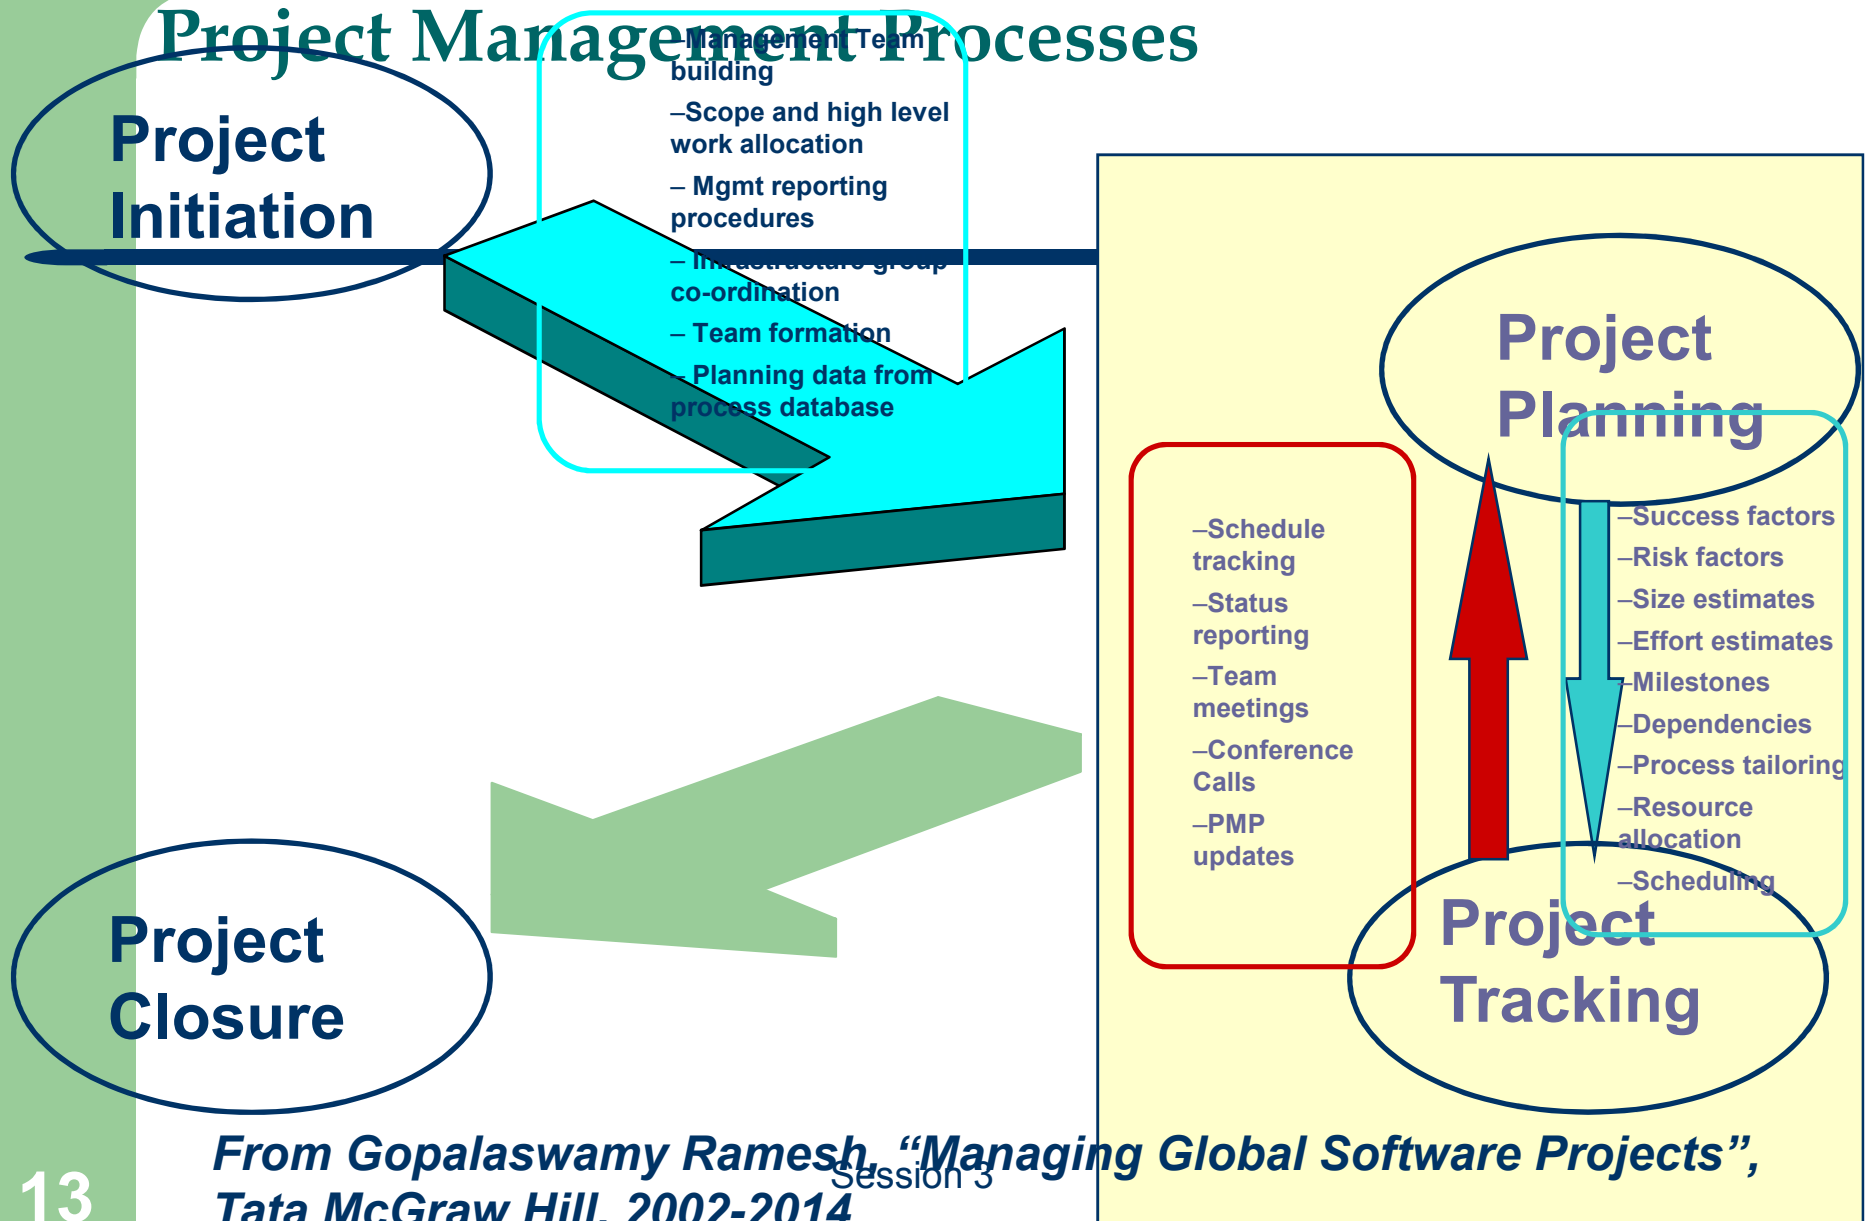 Project Management Processes
Project
Initiation
–Management Team
building
–Scope and high level
work allocation
– Mgmt reporting
procedures
– Infrastructure group
co-ordination
– Team formation
– Planning data from
process database
Project
Planning
–Schedule
tracking
–Status
reporting
–Team
meetings
–Conference
Calls
–PMP
updates
–Success factors
–Risk factors
–Size estimates
–Effort estimates
–Milestones
–Dependencies
–Process tailoring
–Resource
allocation
–Scheduling
Project
Tracking
Project
Closure
From Gopalaswamy Ramesh, “Managing Global Software Projects”,
Tata McGraw Hill, 2002-2014
Session 3
13